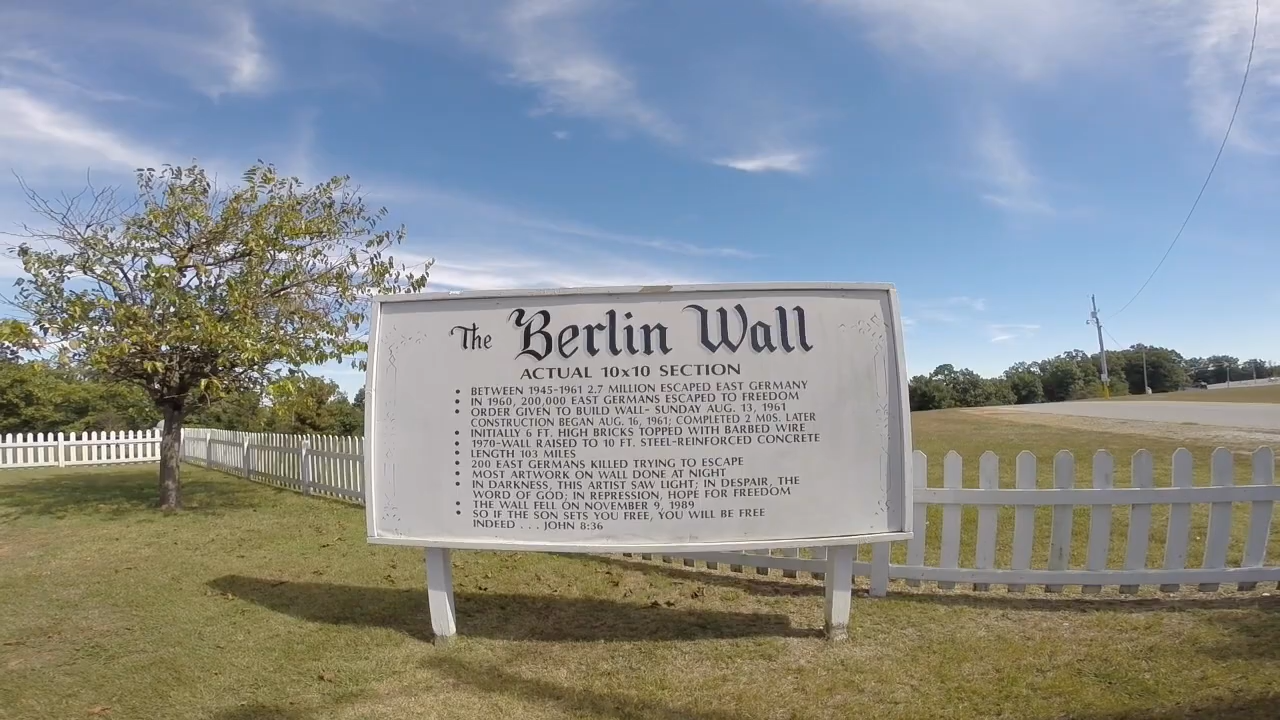 The Berlin Wall
ACTUAL 10x10 SECTION
• BETWEEN 1945-1961 2.7 MILLION ESCAPED EAST GERMANY
• IN 1960, 200,000 EAST GERMANS ESCAPED TO FREEDOM
• ORDER GIVEN TO BUILD WALL- SUNDAY AUG. 13, 1961
CONSTRUCTION BEGAN AUG. 16, 1961; COMPLETED 2 MOS. LATER
• INITIALLY 6 FT. HIGH BRICKS TOPPED WITH BARBED WIRE
• 1970-WALL RAISED TO 10 FT, STEEL-REINFORCED CONCRETE
• LENGTH 103 MILES
• 200 EAST GERMANS KILLED TRYING TO ESCAPE
• MOST ARTWORK ON WALL DONE AT NIGHT
• IN DARKNESS, THIS ARTIST SAW LIGHT; IN DESPAIR, THE
WORD OF GOD; IN REPRESSION, HOPE FOR FREEDOM
• THE WALL FELL ON NOVEMBER 9, 1989
• SO IF THE SON SETS YOU FREE, YOU WILL BE FREE
INDEED . . . JOHN 8:36